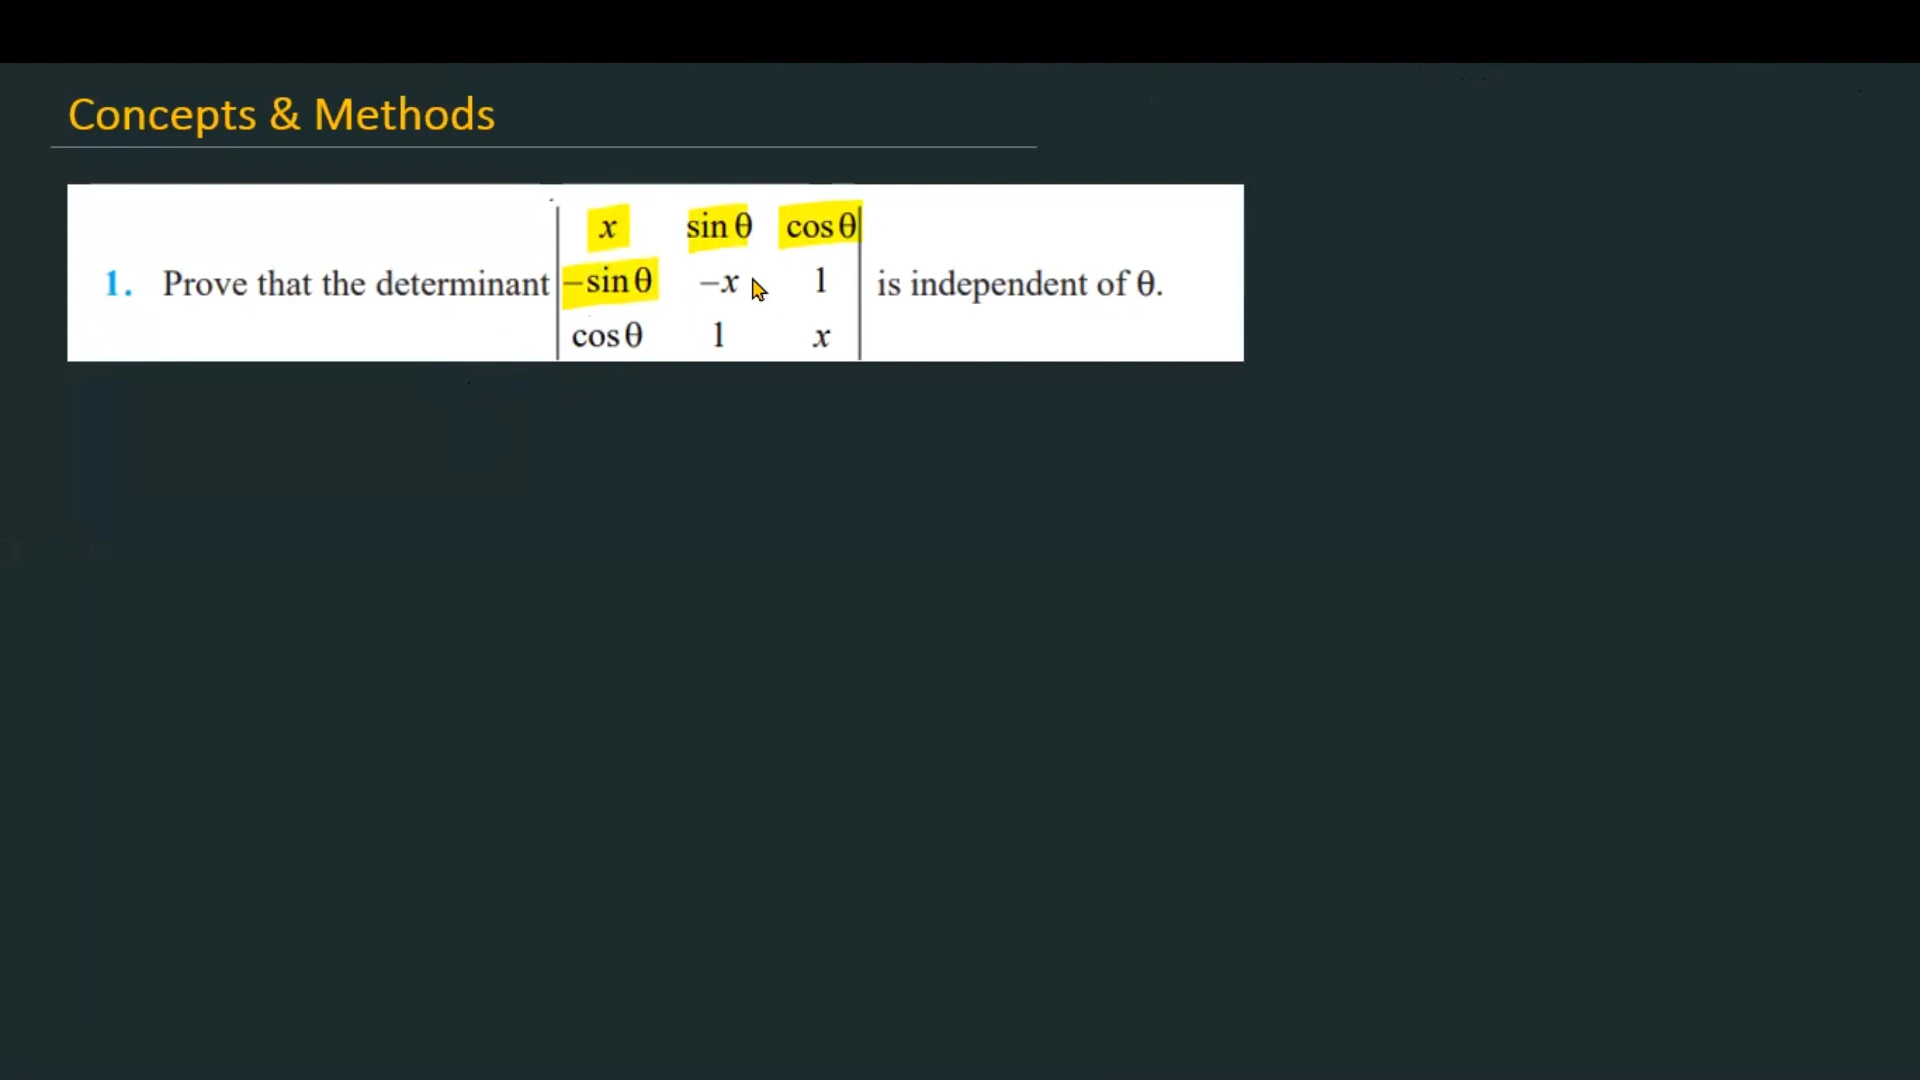 Concepts & Methods
x sin θ cos θ
1. Prove that the determinant –sin θ –x 1 is independent of θ.
cos θ 1 x